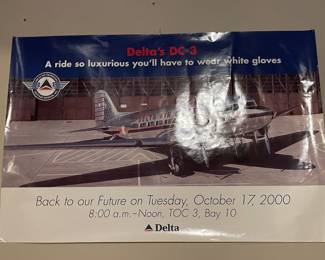 Delta's DC-3
A ride so luxurious you'll have to wear white gloves
Back to our Future on Tuesday, October 17, 2000
8:00 a.m.–Noon, TOC 3, Bay 10
Delta